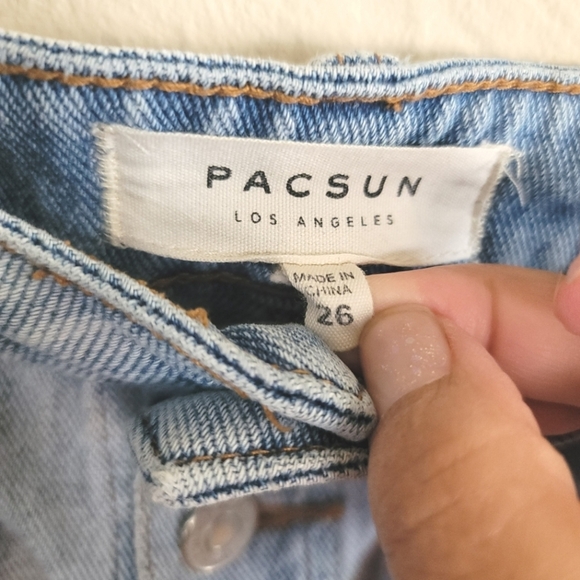 PACSUN
LOS ANGELES
MADE IN
CHINA
26